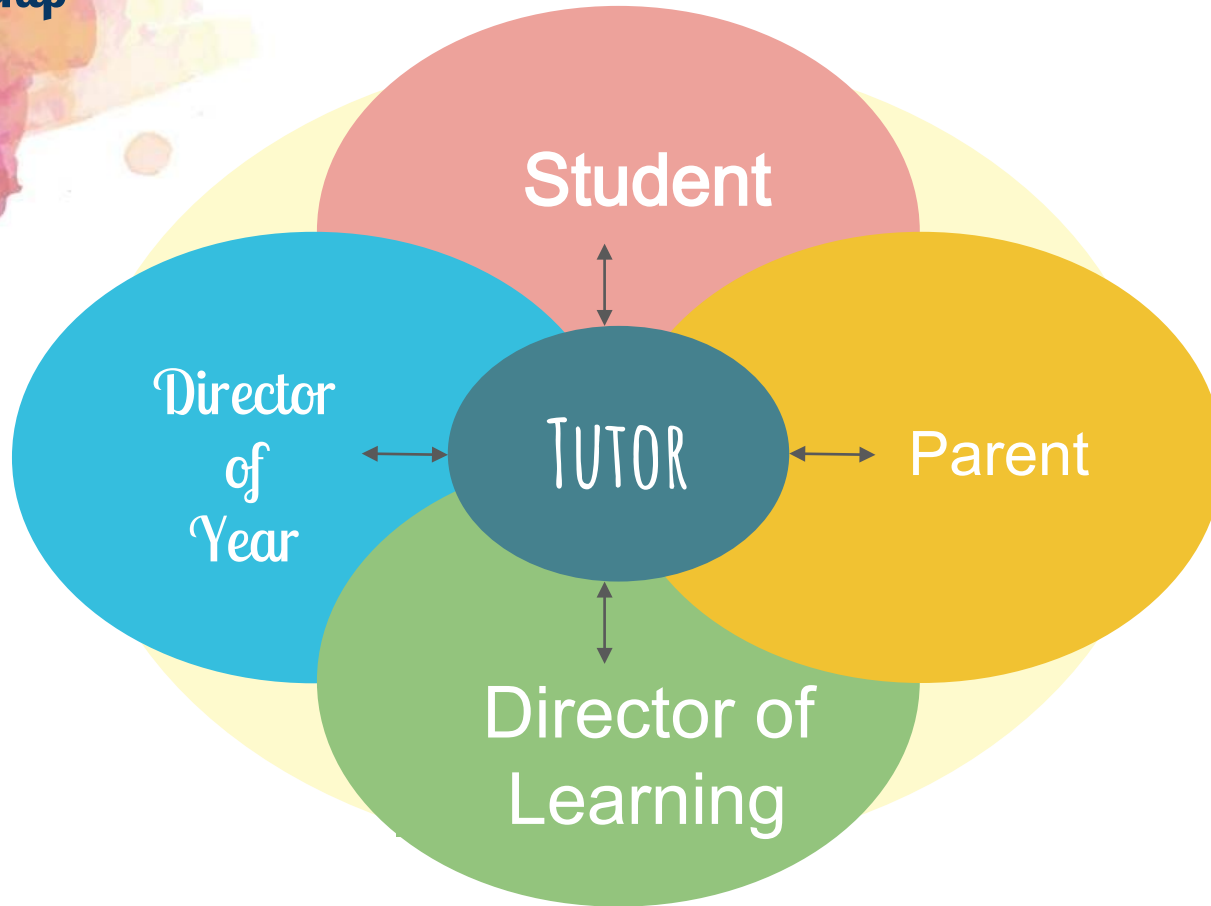 Student
Director
of
Year
TUTOR
Parent
Director of
Learning